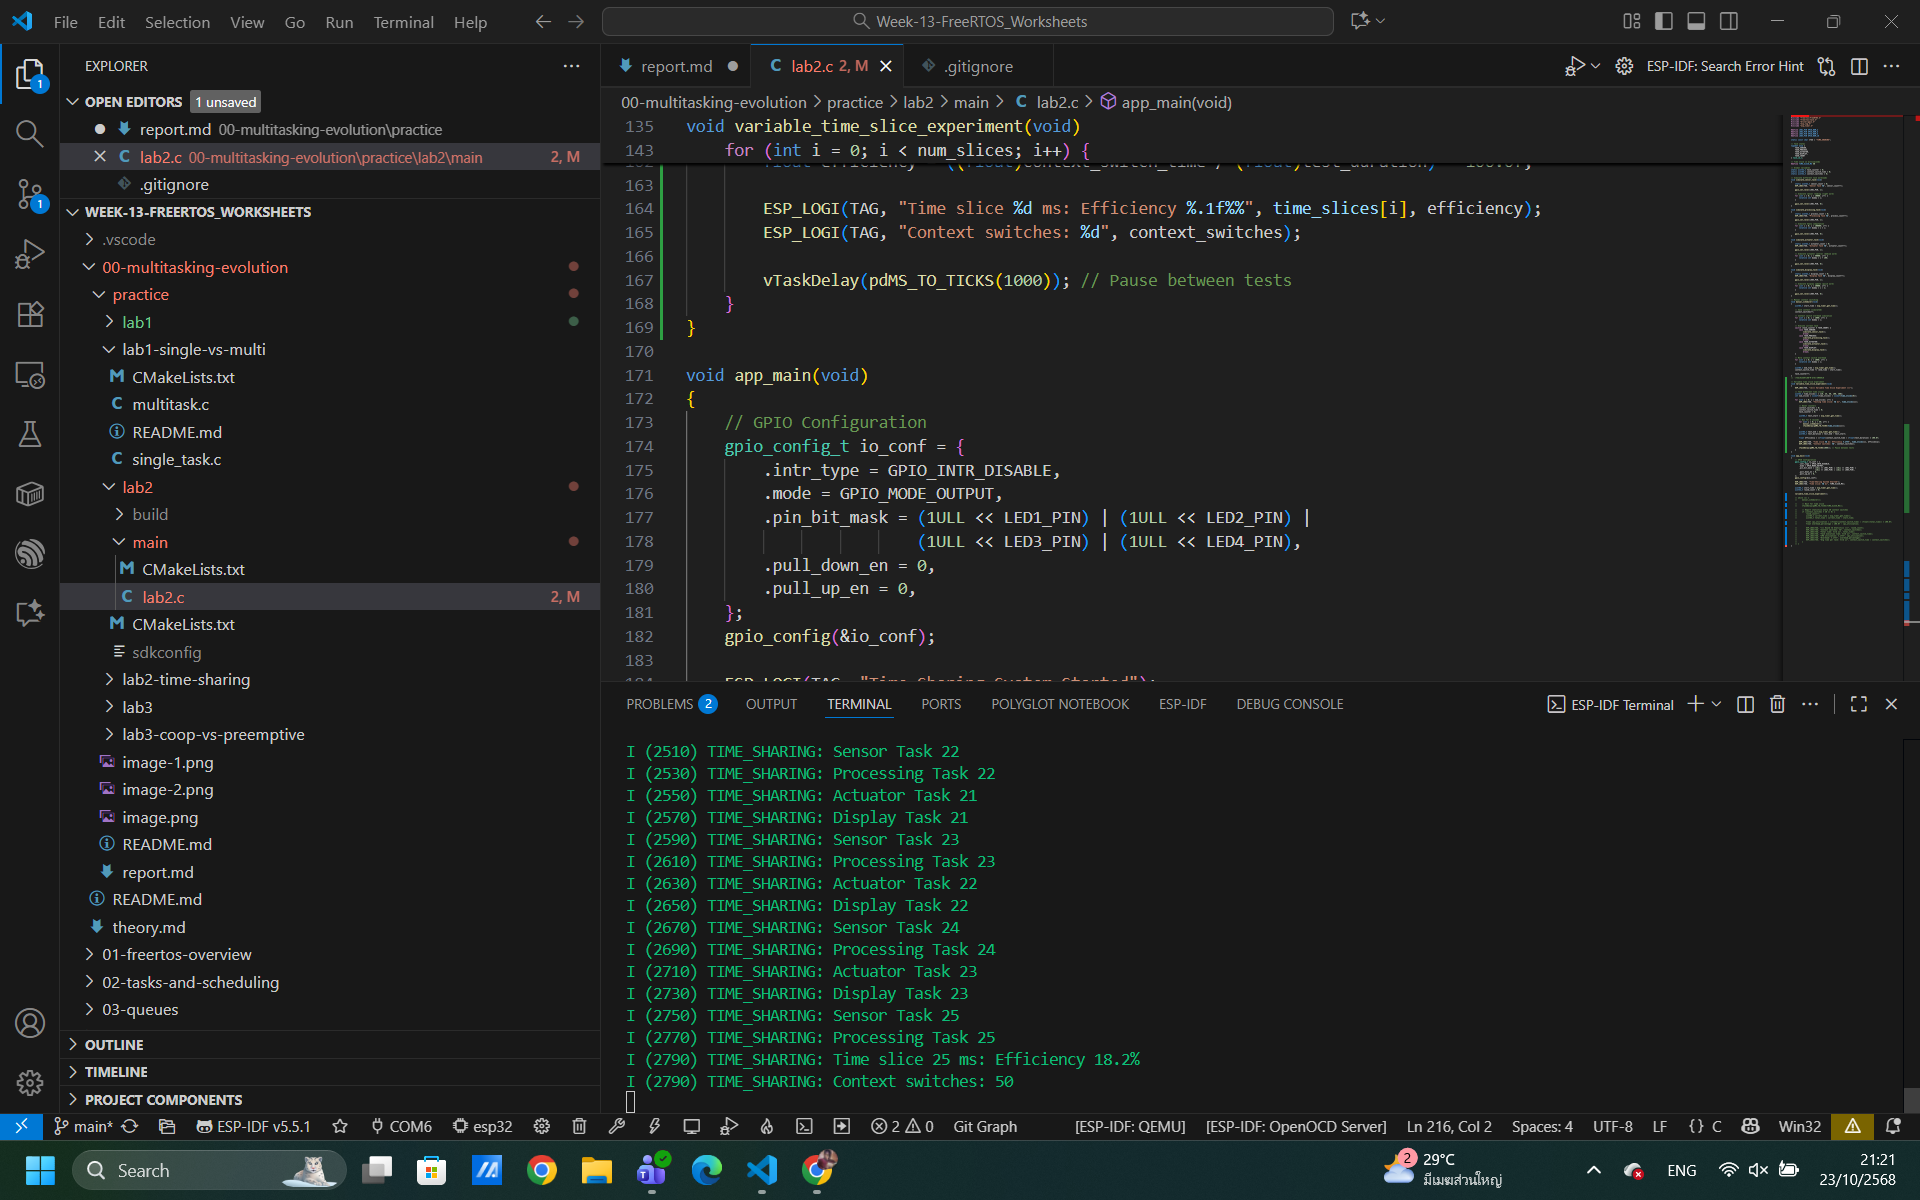 File Edit Selection View Go Run Terminal Help
Week-13-FreeRTOS_Worksheets
EXPLORER
OPEN EDITORS 1 unsaved
report.md 00-multitasking-evolution\practice
lab2.c 00-multitasking-evolution\practice\lab2\main 2, M
.gitignore
WEEK-13-FREERTOS_WORKSHEETS
.vscode
00-multitasking-evolution
practice
lab1
lab1-single-vs-multi
CMakeLists.txt
multitask.c
README.md
single_task.c
lab2
build
main
CMakeLists.txt
lab2.c 2, M
CMakeLists.txt
sdkconfig
lab2-time-sharing
lab3
lab3-coop-vs-preemptive
image-1.png
image-2.png
image.png
README.md
report.md
README.md
theory.md
01-freertos-overview
02-tasks-and-scheduling
03-queues
OUTLINE
TIMELINE
PROJECT COMPONENTS
report.md lab2.c 2, M .gitignore
ESP-IDF: Search Error Hint
00-multitasking-evolution > practice > lab2 > main > C lab2.c > app_main(void)
135 void variable_time_slice_experiment(void)
143 for (int i = 0; i < num_slices; i++) {
163
164 ESP_LOGI(TAG, "Time slice %d ms: Efficiency %.1f%%", time_slices[i], efficiency);
165 ESP_LOGI(TAG, "Context switches: %d", context_switches);
166
167 vTaskDelay(pdMS_TO_TICKS(1000)); // Pause between tests
168 }
169 }
170
171 void app_main(void)
172 {
173 // GPIO Configuration
174 gpio_config_t io_conf = {
175 .intr_type = GPIO_INTR_DISABLE,
176 .mode = GPIO_MODE_OUTPUT,
177 .pin_bit_mask = (1ULL << LED1_PIN) | (1ULL << LED2_PIN) |
178 (1ULL << LED3_PIN) | (1ULL << LED4_PIN),
179 .pull_down_en = 0,
180 .pull_up_en = 0,
181 };
182 gpio_config(&io_conf);
183
PROBLEMS 2 OUTPUT TERMINAL PORTS POLYGLOT NOTEBOOK ESP-IDF DEBUG CONSOLE
ESP-IDF Terminal
I (2510) TIME_SHARING: Sensor Task 22
I (2530) TIME_SHARING: Processing Task 22
I (2550) TIME_SHARING: Actuator Task 21
I (2570) TIME_SHARING: Display Task 21
I (2590) TIME_SHARING: Sensor Task 23
I (2610) TIME_SHARING: Processing Task 23
I (2630) TIME_SHARING: Actuator Task 22
I (2650) TIME_SHARING: Display Task 22
I (2670) TIME_SHARING: Sensor Task 24
I (2690) TIME_SHARING: Processing Task 24
I (2710) TIME_SHARING: Actuator Task 23
I (2730) TIME_SHARING: Display Task 23
I (2750) TIME_SHARING: Sensor Task 25
I (2770) TIME_SHARING: Processing Task 25
I (2790) TIME_SHARING: Time slice 25 ms: Efficiency 18.2%
I (2790) TIME_SHARING: Context switches: 50
main* ESP-IDF v5.5.1 COM6 esp32 2 0 Git Graph [ESP-IDF: QEMU] [ESP-IDF: OpenOCD Server] Ln 216, Col 2 Spaces: 4 UTF-8 LF {} C Win32
Search
2
29°C
มีเมฆส่วนใหญ่
ENG
21:21
23/10/2568